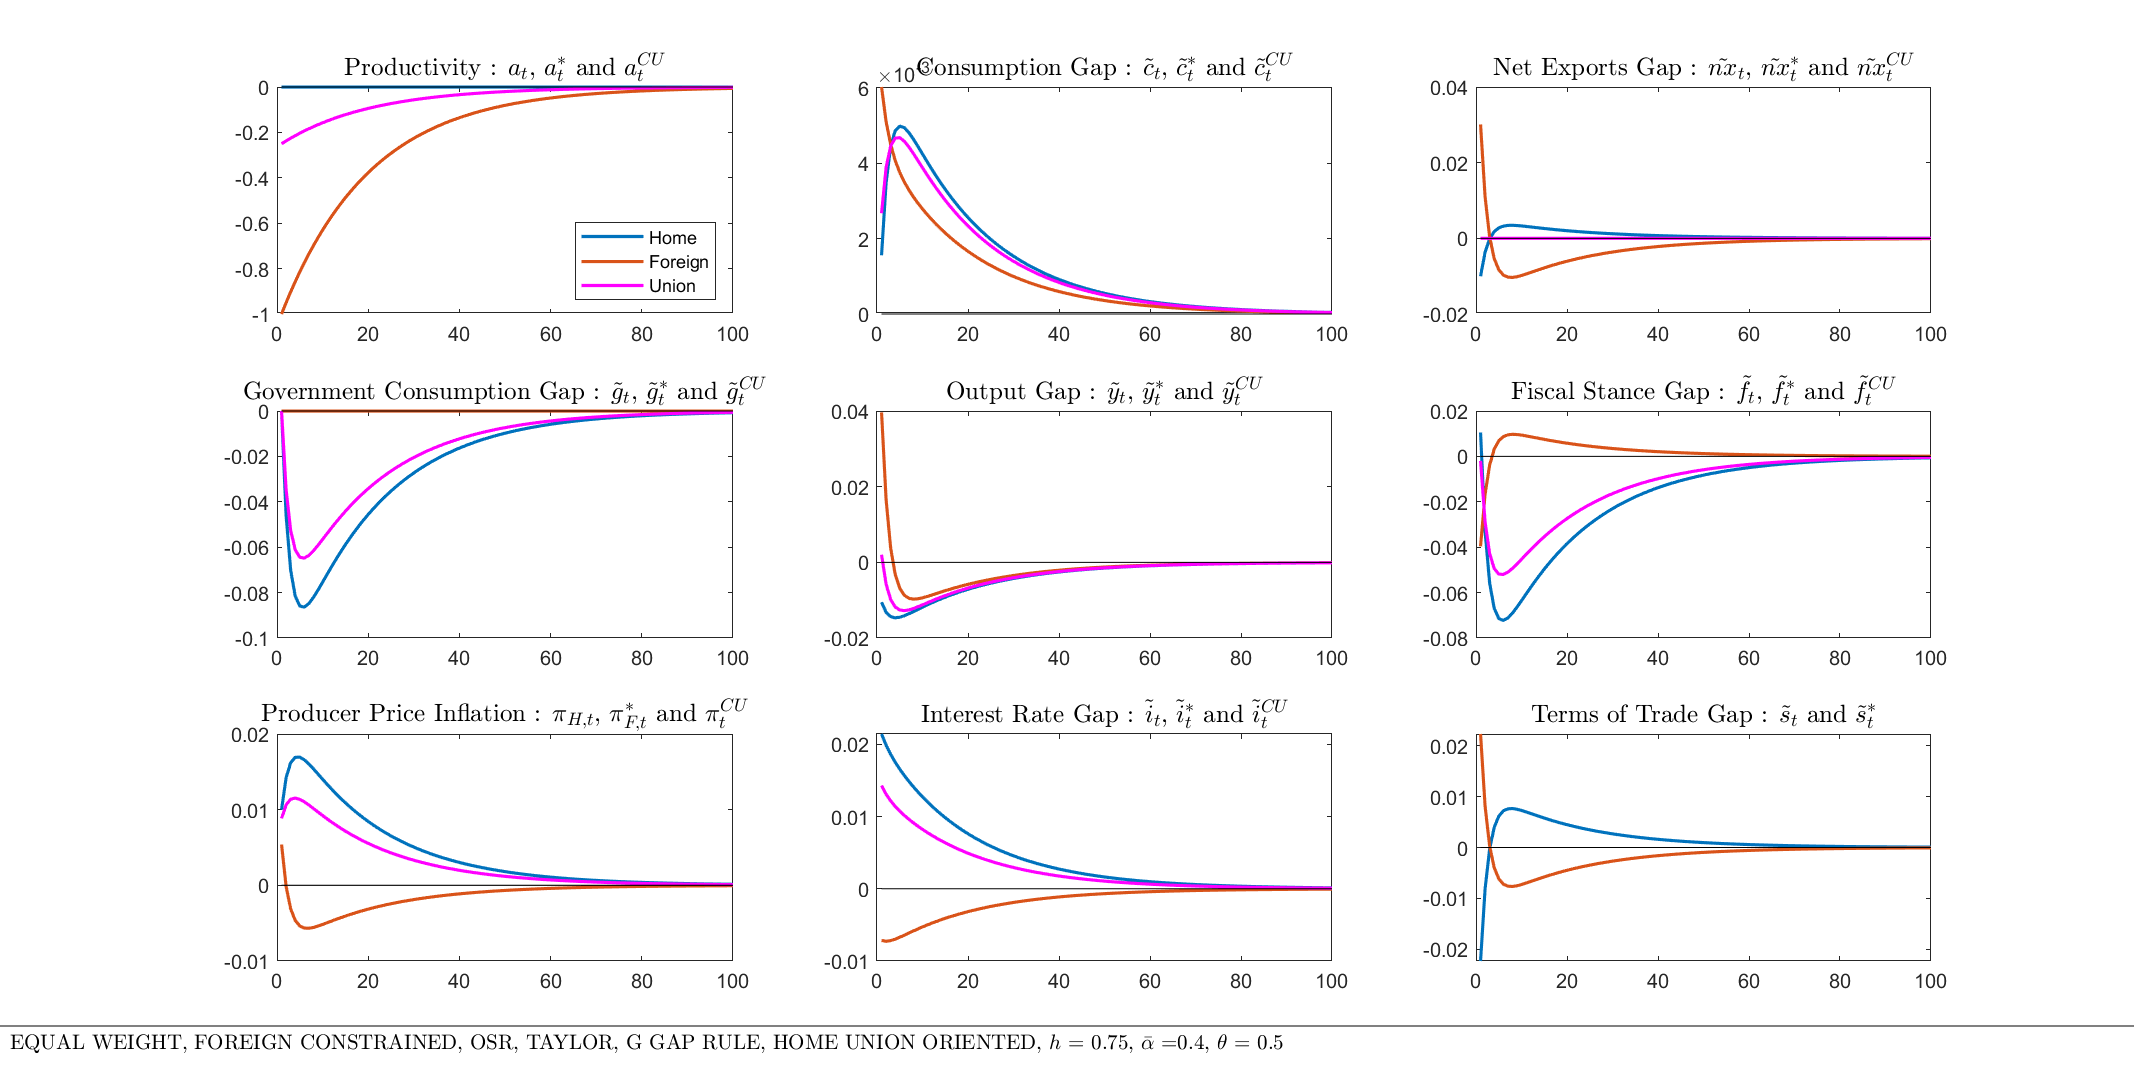 Productivity : a_t, a_t^* and a_t^{CU}
0
-0.2
-0.4
-0.6
-0.8
-1
0 20 40 60 80 100
Home
Foreign
Union
Consumption Gap : c̃_t, c̃_t^* and c̃_t^{CU}
6
4
2
0
0 20 40 60 80 100
Net Exports Gap : ñx_t, ñx_t^* and ñx_t^{CU}
0.04
0.02
0
-0.02
0 20 40 60 80 100
Government Consumption Gap : g̃_t, g̃_t^* and g̃_t^{CU}
0
-0.02
-0.04
-0.06
-0.08
-0.1
0 20 40 60 80 100
Output Gap : ỹ_t, ỹ_t^* and ỹ_t^{CU}
0.04
0.02
0
-0.02
0 20 40 60 80 100
Fiscal Stance Gap : f̃_t, f̃_t^* and f̃_t^{CU}
0.02
0
-0.02
-0.04
-0.06
-0.08
0 20 40 60 80 100
Producer Price Inflation : π_{H,t}, π_{F,t}^* and π_t^{CU}
0.02
0.01
0
-0.01
0 20 40 60 80 100
Interest Rate Gap : ĩ_t, ĩ_t^* and ĩ_t^{CU}
0.02
0.01
0
-0.01
0 20 40 60 80 100
Terms of Trade Gap : s̃_t and s̃_t^*
0.02
0.01
0
-0.01
-0.02
0 20 40 60 80 100
EQUAL WEIGHT, FOREIGN CONSTRAINED, OSR, TAYLOR, G GAP RULE, HOME UNION ORIENTED, h = 0.75, ᾱ =0.4, θ = 0.5